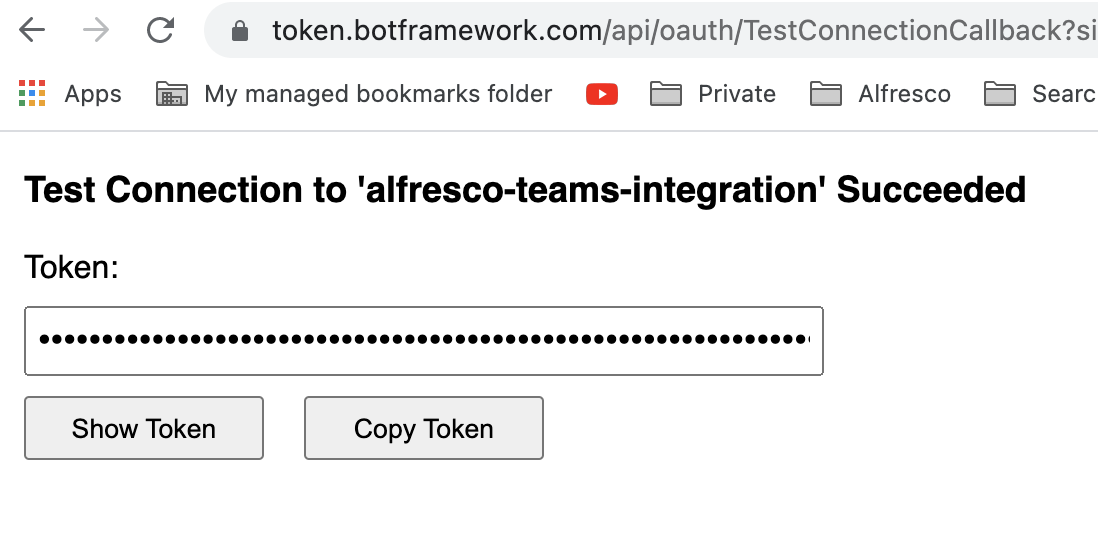 token.botframework.com/api/oauth/TestConnectionCallback?si
Apps My managed bookmarks folder Private Alfresco Searc
Test Connection to 'alfresco-teams-integration' Succeeded
Token:
Show Token Copy Token